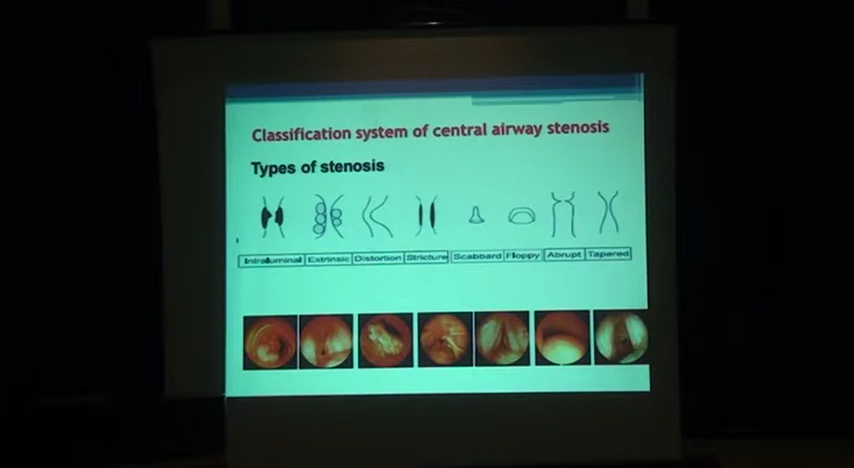 Classification system of central airway stenosis
Types of stenosis
Intraluminal Extrinsic Distortion Stricture Scabbard Floppy Abrupt Tapered